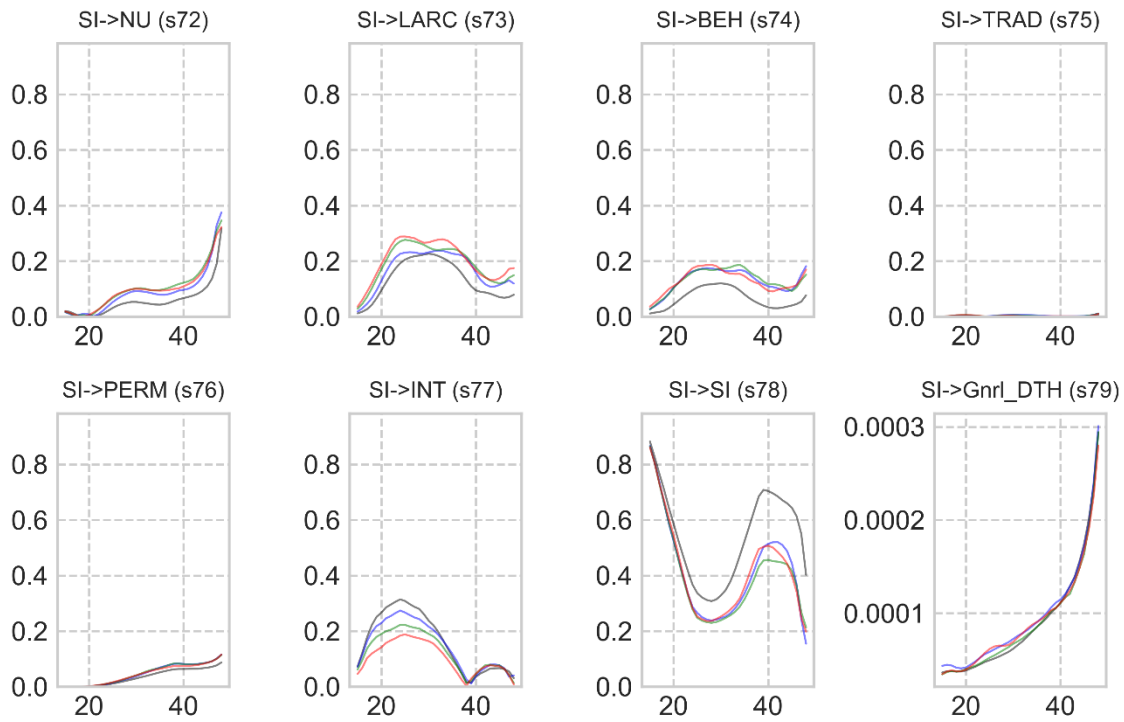 SI->NU (s72) SI->LARC (s73) SI->BEH (s74) SI->TRAD (s75)
0.8 0.8 0.8 0.8
0.6 0.6 0.6 0.6
0.4 0.4 0.4 0.4
0.2 0.2 0.2 0.2
0.0 0.0 0.0 0.0
20 40 20 40 20 40 20 40
SI->PERM (s76) SI->INT (s77) SI->SI (s78) SI->Gnrl_DTH (s79)
0.8 0.8 0.8 0.0003
0.6 0.6 0.6 0.0002
0.4 0.4 0.4
0.2 0.2 0.2 0.0001
0.0 0.0 0.0
20 40 20 40 20 40 20 40